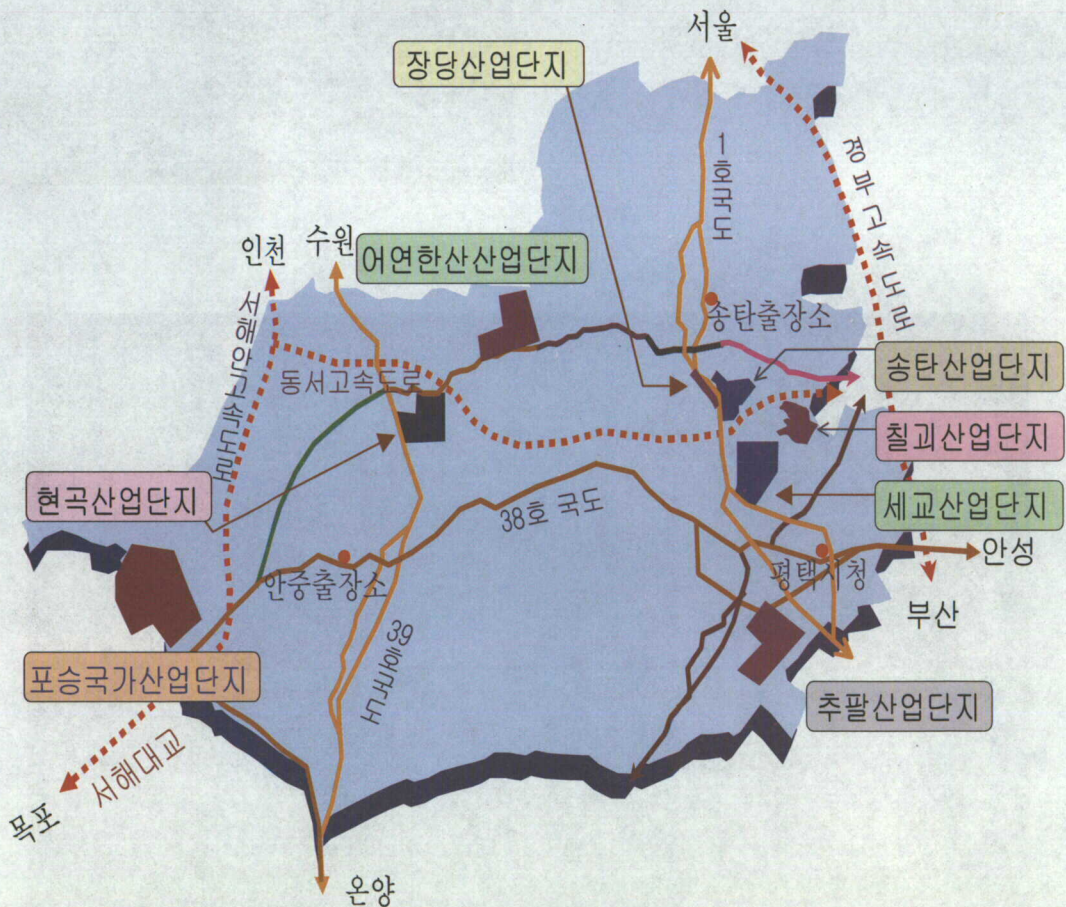 서울
장당산업단지
1호국도
경부고속도로
인천
수원
어연한산산업단지
서해안고속도로
송탄출장소
동서고속도로
송탄산업단지
칠괴산업단지
현곡산업단지
세교산업단지
38호 국도
안성
안중출장소
평택시청
부산
39호국도
포승국가산업단지
추팔산업단지
서해대교
목포
온양